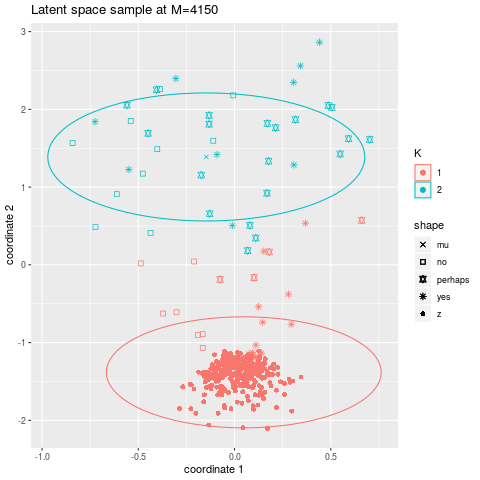 Latent space sample at M=4150
3
2
1
0
-1
-2
coordinate 2
-1.0 -0.5 0.0 0.5
coordinate 1
K
1
2
shape
mu
no
perhaps
yes
z